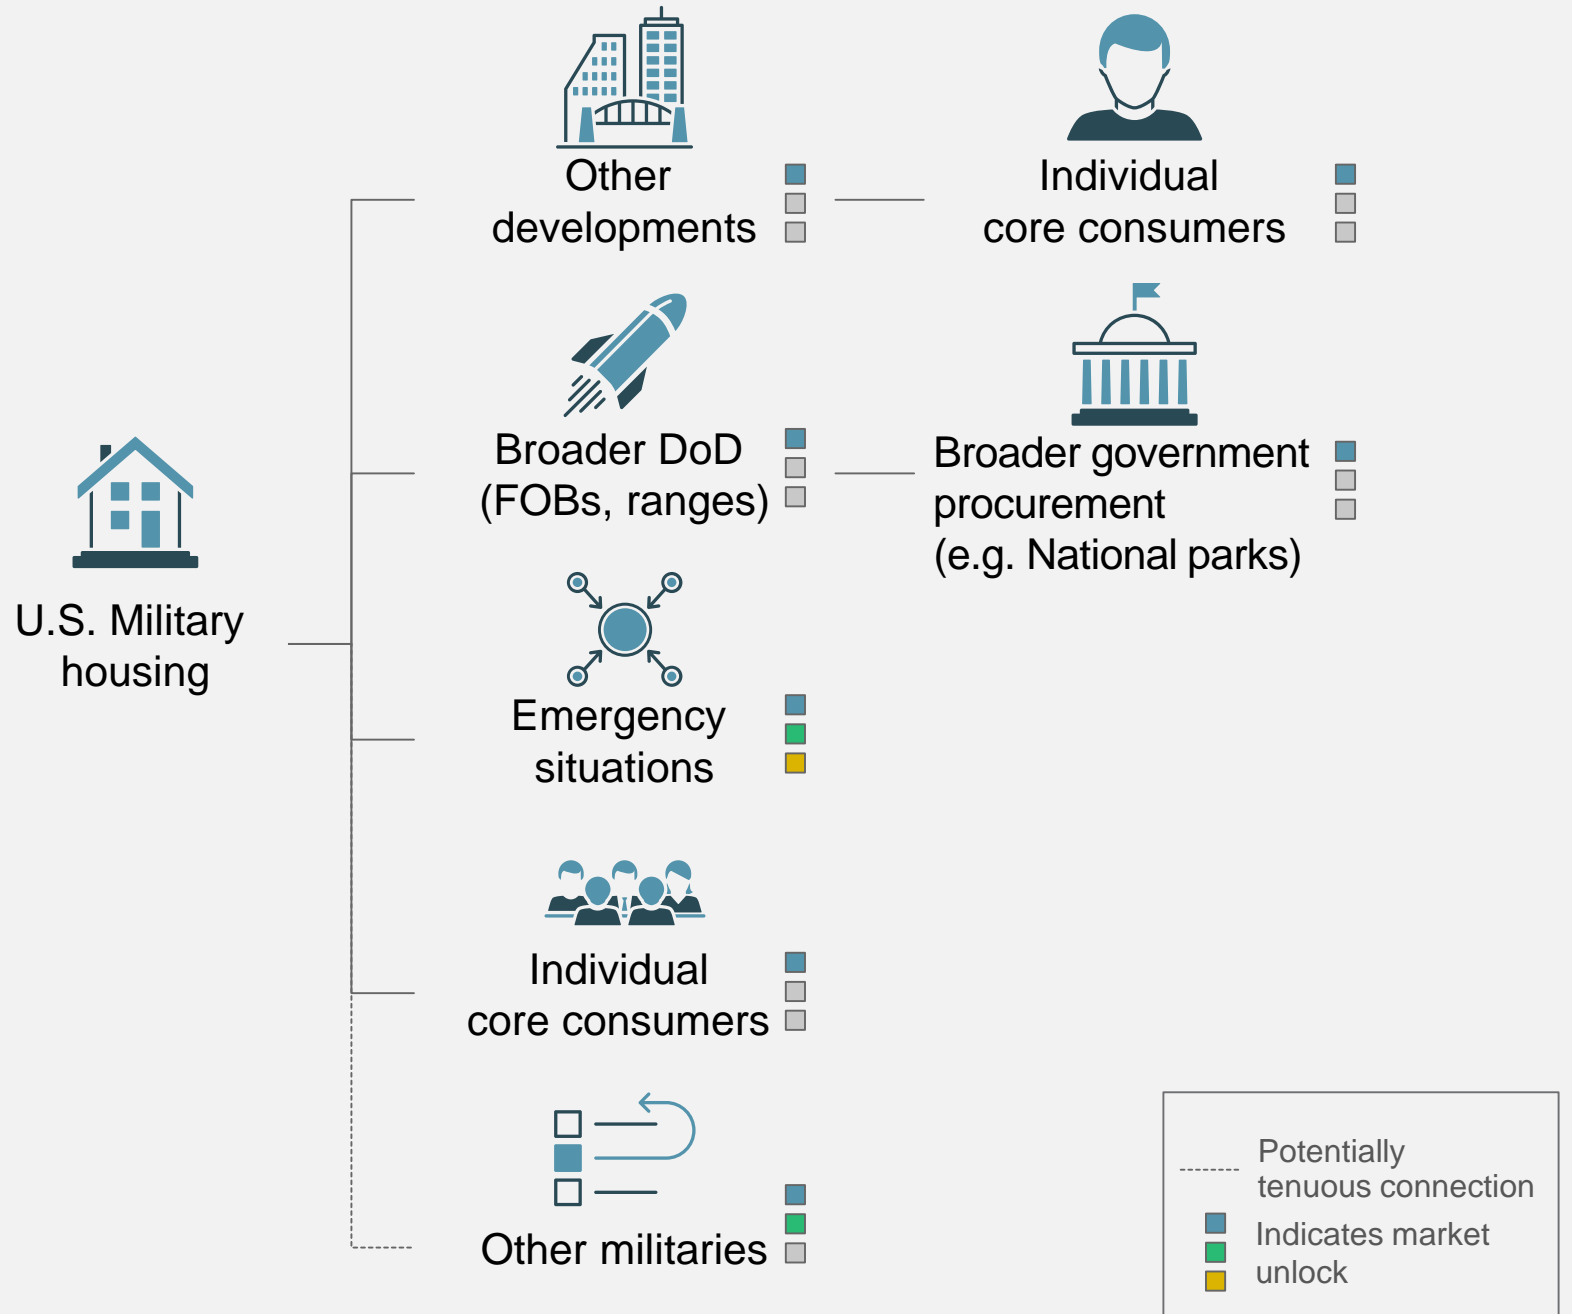 Other
developments
Individual
core consumers
Broader DoD
(FOBs, ranges)
Broader government
procurement
(e.g. National parks)
U.S. Military
housing
Emergency
situations
Individual
core consumers
Other militaries
Potentially
tenuous connection
Indicates market
unlock